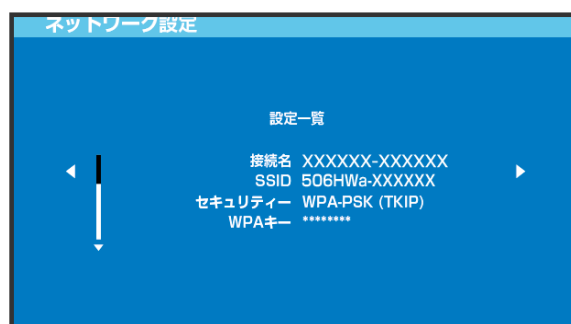 ネットワーク設定
設定一覧
接続名 XXXXXX-XXXXXX
SSID 506HWa-XXXXXX
セキュリティー WPA-PSK (TKIP)
WPAキー ********